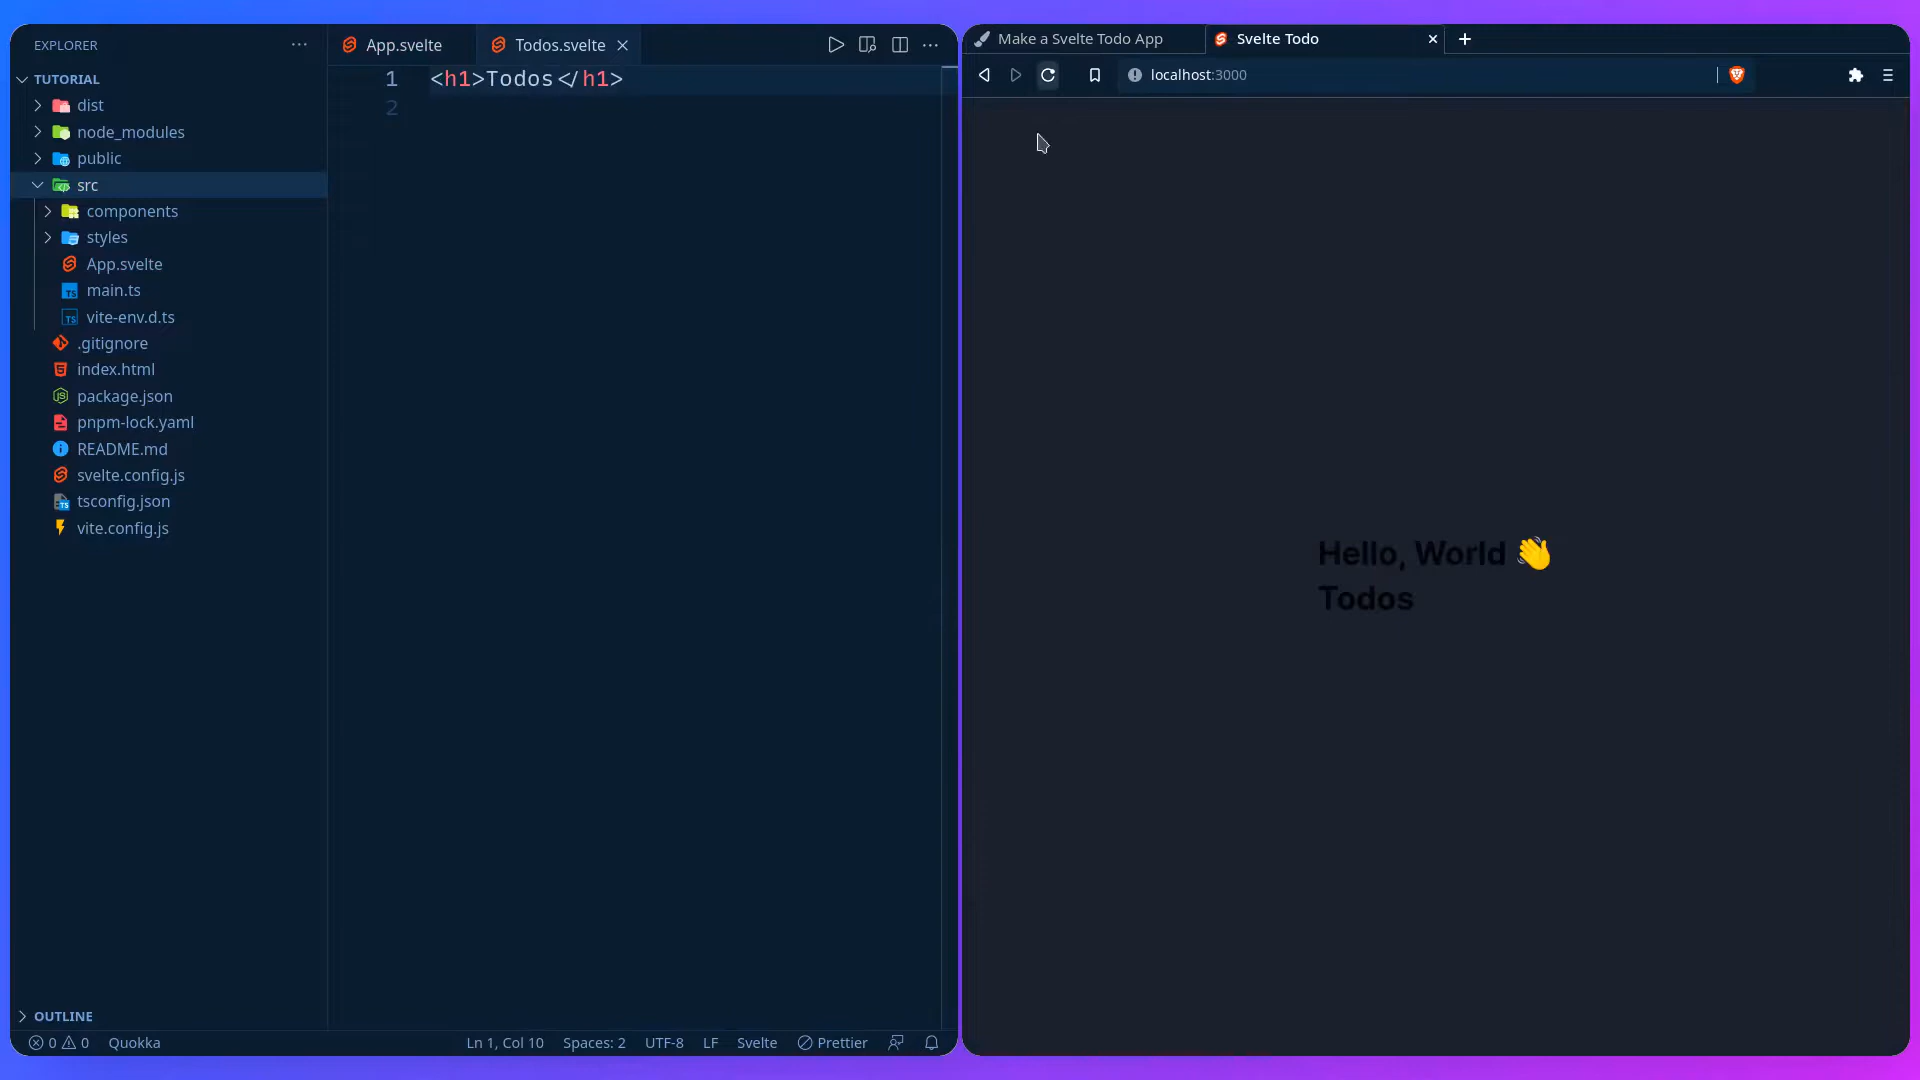 EXPLORER
TUTORIAL
dist
node_modules
public
src
components
styles
App.svelte
main.ts
vite-env.d.ts
.gitignore
index.html
package.json
pnpm-lock.yaml
README.md
svelte.config.js
tsconfig.json
vite.config.js
OUTLINE
0 0 Quokka
App.svelte Todos.svelte
1 <h1>Todos</h1>
2
Ln 1, Col 10 Spaces: 2 UTF-8 LF Svelte Prettier
Make a Svelte Todo App Svelte Todo
localhost:3000
Hello, World 👋
Todos